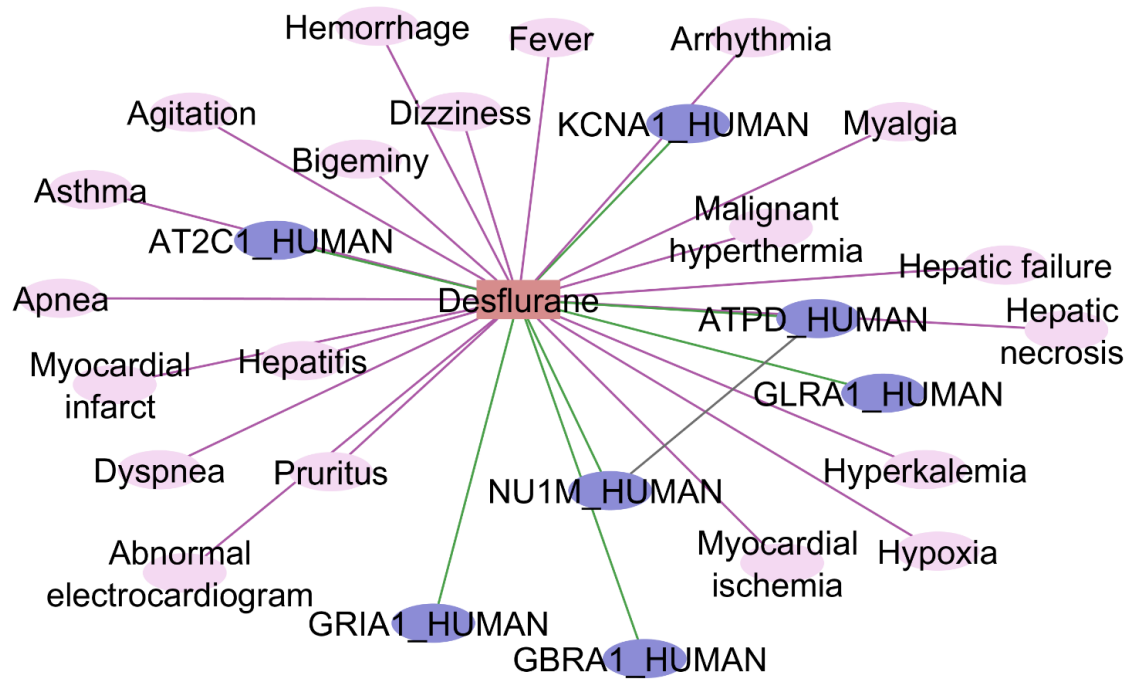 Hemorrhage
Fever
Arrhythmia
Agitation
Dizziness
KCNA1_HUMAN
Myalgia
Bigeminy
Asthma
AT2C1_HUMAN
Malignant
hyperthermia
Hepatic failure
Apnea
Desflurane
ATPD_HUMAN
Hepatic
necrosis
Myocardial
infarct
Hepatitis
GLRA1_HUMAN
Dyspnea
Pruritus
NU1M_HUMAN
Hyperkalemia
Abnormal
electrocardiogram
Myocardial
ischemia
Hypoxia
GRIA1_HUMAN
GBRA1_HUMAN